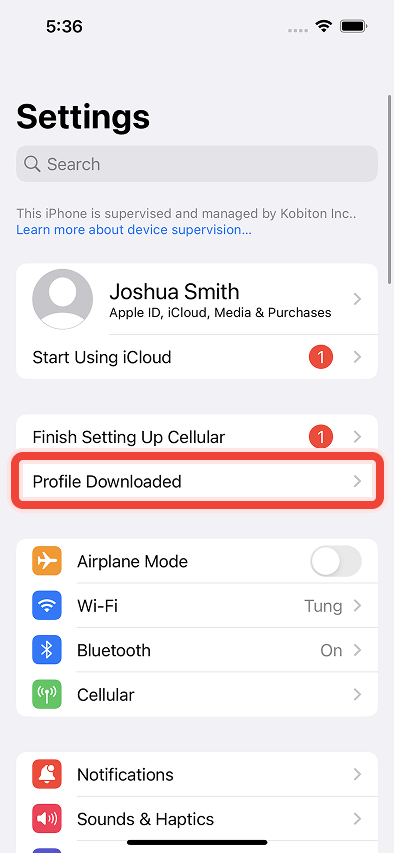 5:36
Settings
Search
This iPhone is supervised and managed by Kobiton Inc..
Learn more about device supervision...
Joshua Smith
Apple ID, iCloud, Media & Purchases
Start Using iCloud 1
Finish Setting Up Cellular 1
Profile Downloaded
Airplane Mode
Wi-Fi Tung
Bluetooth On
Cellular
Notifications
Sounds & Haptics